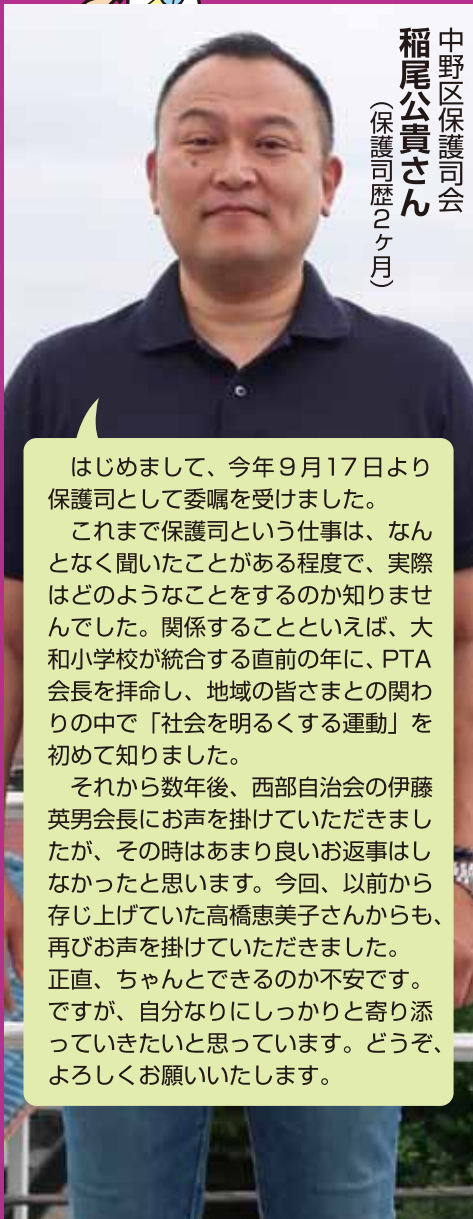 中野区保護司会
稲尾公貴さん
（保護司歴2ヶ月）
はじめまして、今年9月17日より
保護司として委嘱を受けました。
これまで保護司という仕事は、なん
となく聞いたことがある程度で、実際
はどのようなことをするのか知りませ
んでした。関係することといえば、大
和小学校が統合する直前の年に、PTA
会長を拝命し、地域の皆さまとの関わ
りの中で「社会を明るくする運動」を
初めて知りました。
それから数年後、西部自治会の伊藤
英男会長にお声を掛けていただきまし
たが、その時はあまり良いお返事はし
なかったと思います。今回、以前から
存じ上げていた高橋恵美子さんからも、
再びお声を掛けていただきました。
正直、ちゃんとできるのか不安です。
ですが、自分なりにしっかりと寄り添
っていきたいと思っています。どうぞ、
よろしくお願いいたします。